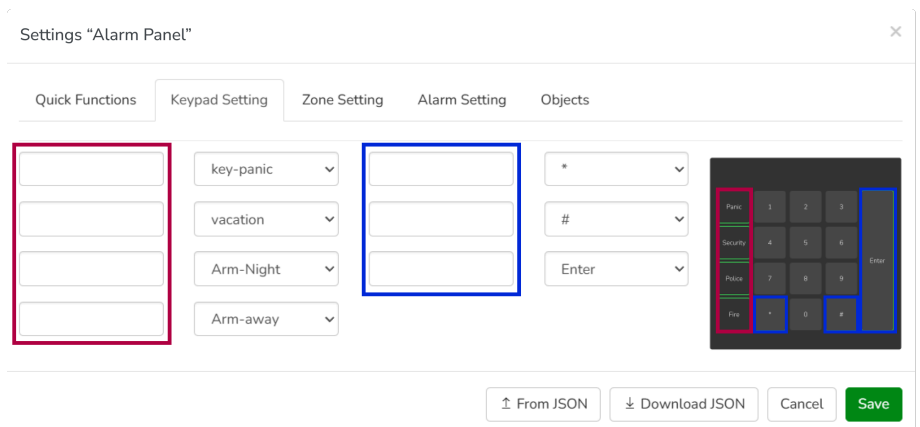 Settings “Alarm Panel”
×
Quick Functions Keypad Setting Zone Setting Alarm Setting Objects
key-panic *
vacation #
Arm-Night Enter
Arm-away
Panic 1 2 3
Security 4 5 6
Enter
Police 7 8 9
Fire * 0 #
From JSON Download JSON Cancel Save